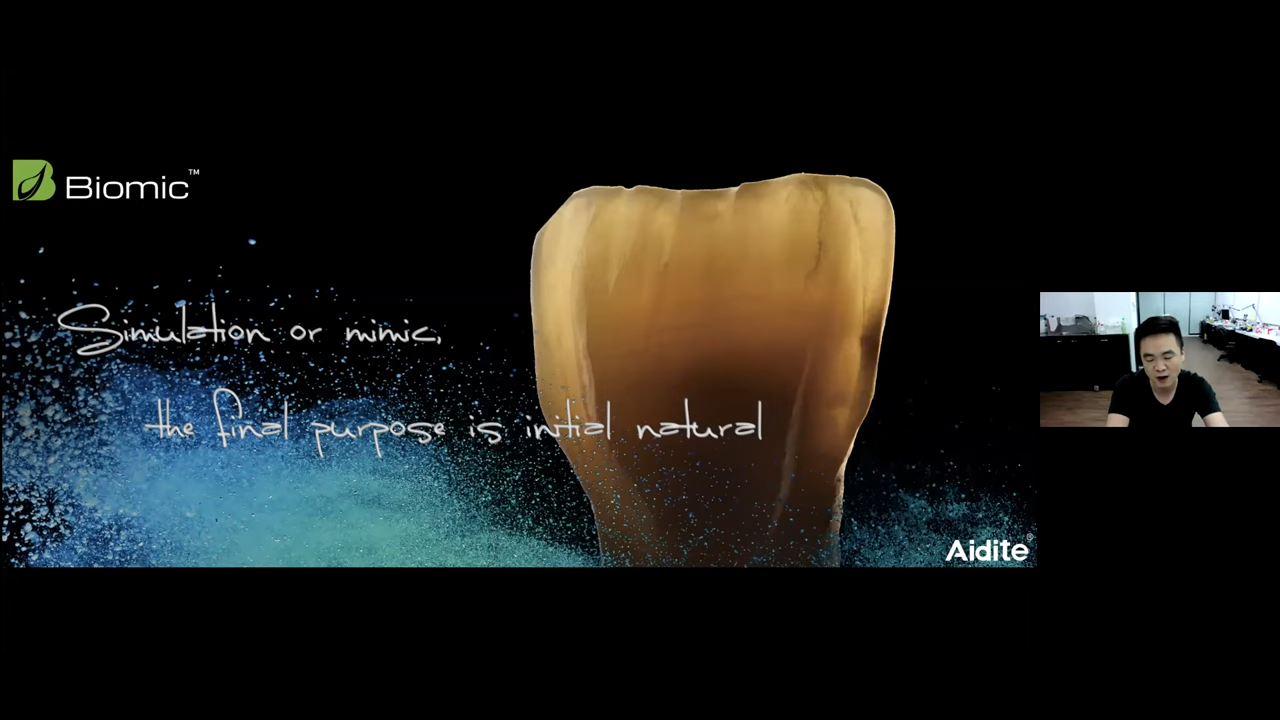 Biomic™
Simulation or mimic,
the final purpose is initial natural
Aidite®